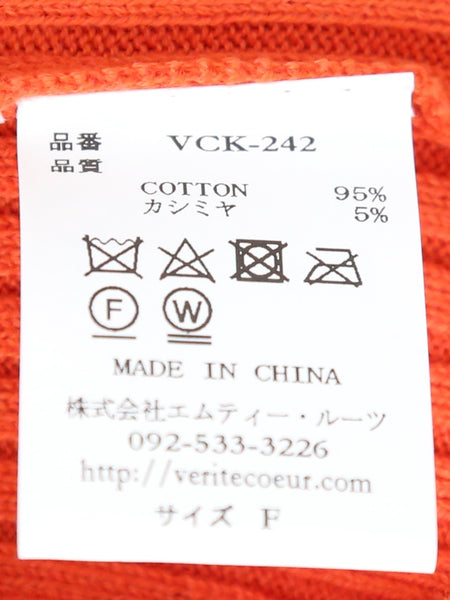 品番 VCK-242
品質
COTTON 95%
カシミヤ 5%
F W
MADE IN CHINA
株式会社エムティー・ルーツ
092-533-3226
http://veritecoeur.com
サイズ F